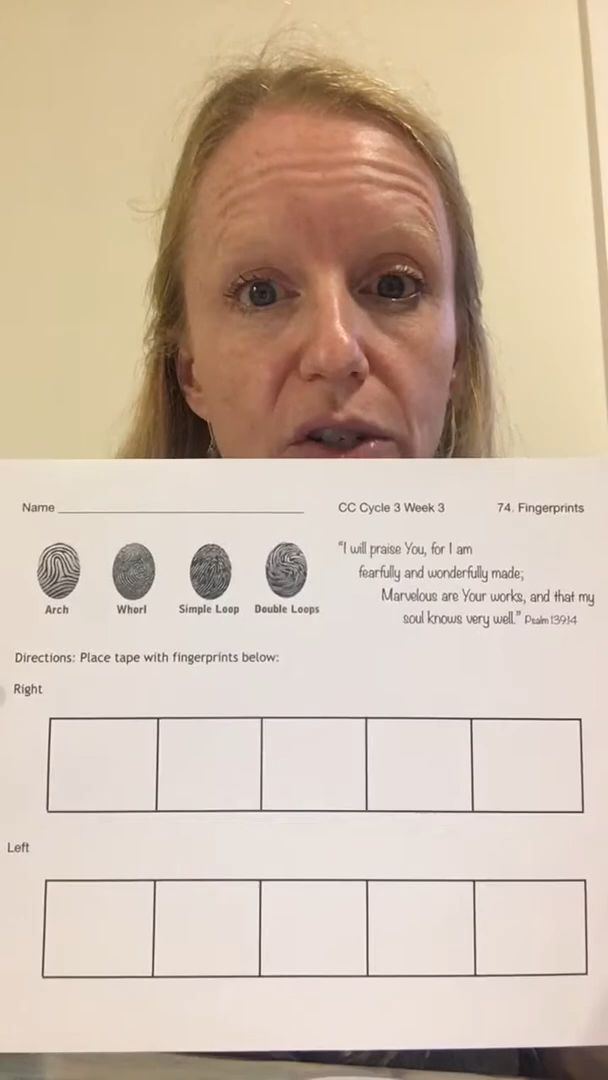 Name
CC Cycle 3 Week 3
74. Fingerprints
Arch
Whorl
Simple Loop
Double Loops
“I will praise You, for I am
fearfully and wonderfully made;
Marvelous are Your works, and that my
soul knows very well.” Psalm 139:14
Directions: Place tape with fingerprints below:
Right
Left